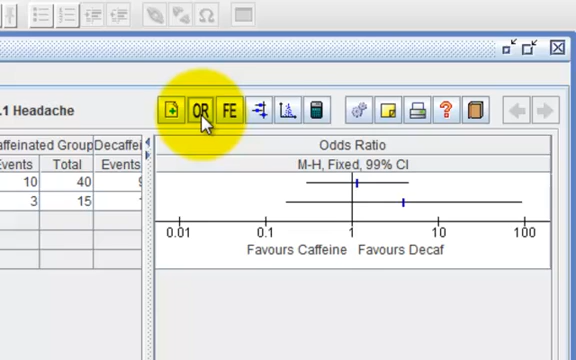 .1 Headache
OR FE
affeinated Group Decaffei
Events Total Events
Odds Ratio
M-H, Fixed, 99% CI
10 40
3 15
0.01 0.1 1 10 100
Favours Caffeine Favours Decaf